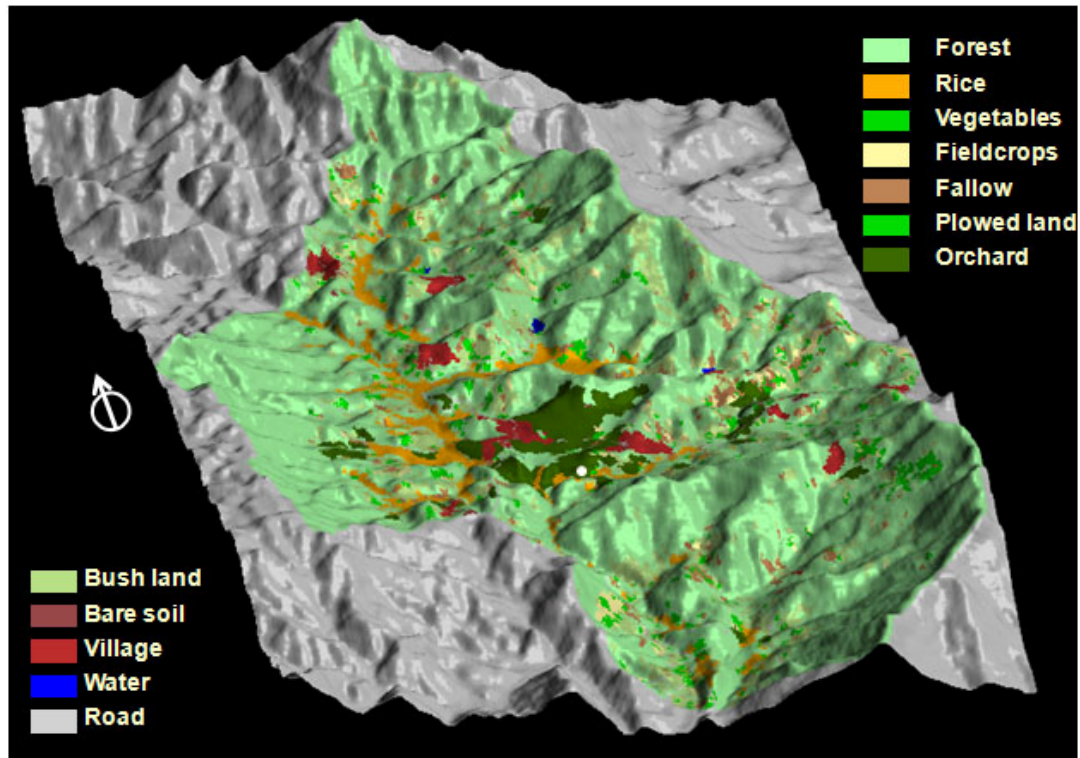 Forest
Rice
Vegetables
Fieldcrops
Fallow
Plowed land
Orchard
Bush land
Bare soil
Village
Water
Road